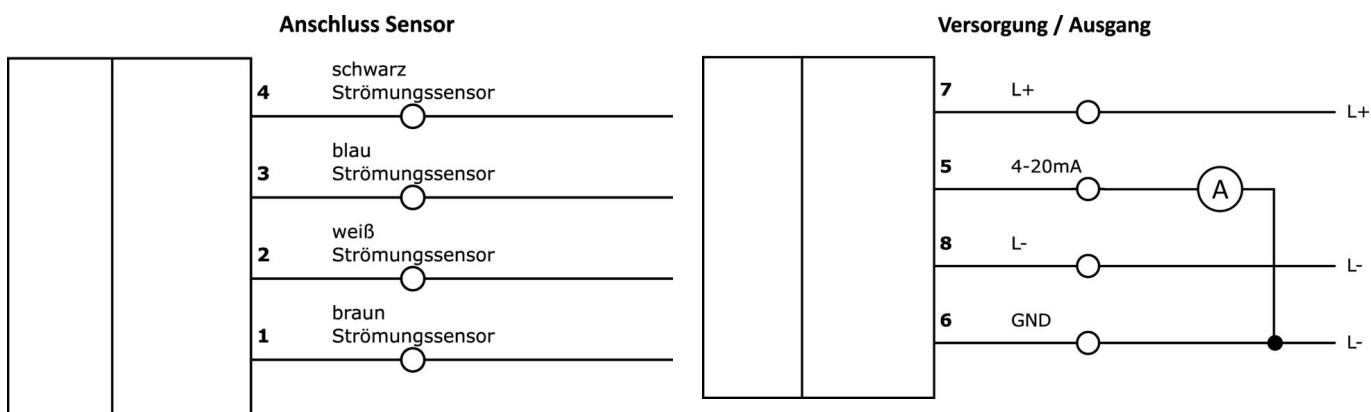 Anschluss Sensor
schwarz
4 Strömungssensor
blau
3 Strömungssensor
weiß
2 Strömungssensor
braun
1 Strömungssensor
Versorgung / Ausgang
7 L+
L+
5 4-20mA
A
8 L-
L-
6 GND
L-